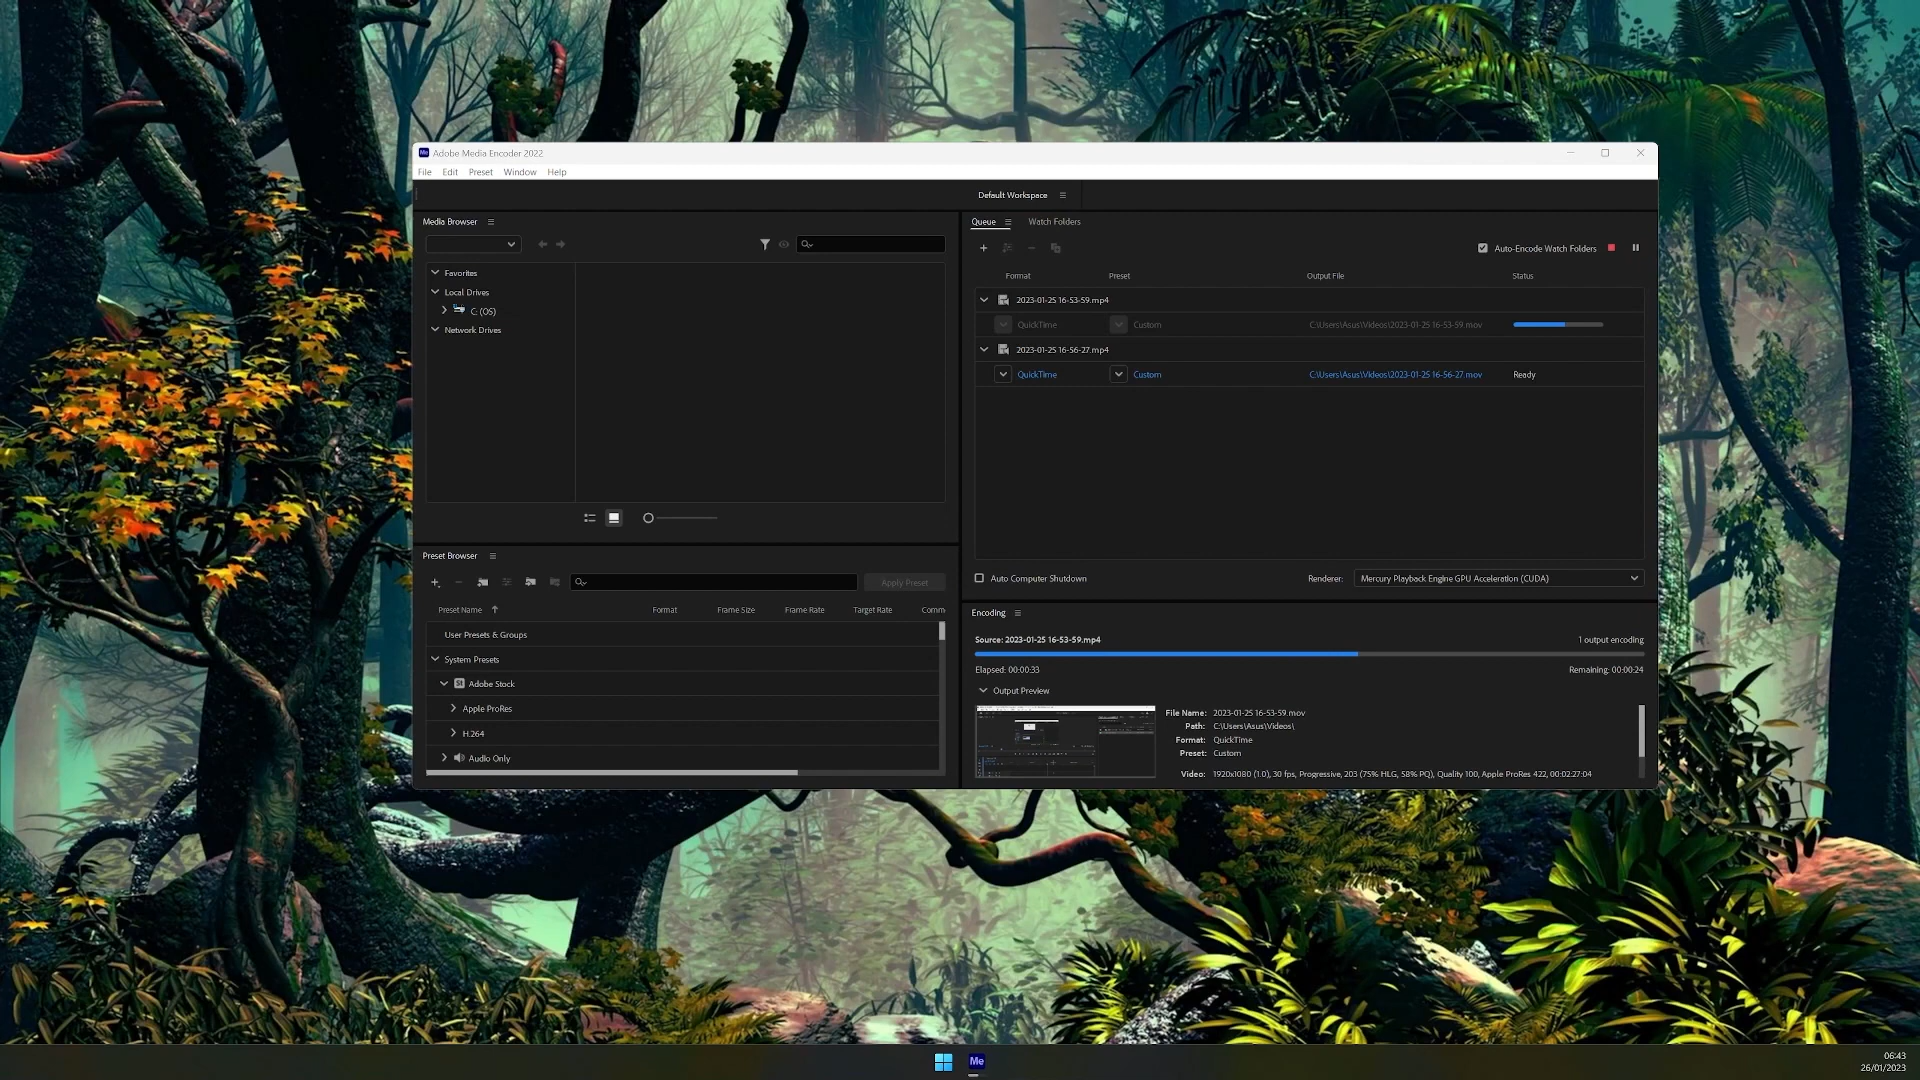 Me Adobe Media Encoder 2022
File Edit Preset Window Help
Default Workspace
Media Browser
Favorites
Local Drives
C: (OS)
Network Drives
Queue Watch Folders
Auto-Encode Watch Folders
Format Preset Output File Status
2023-01-25 16-53-59.mp4
QuickTime Custom C:\Users\Asus\Videos\2023-01-25 16-53-59.mov
2023-01-25 16-56-27.mp4
QuickTime Custom C:\Users\Asus\Videos\2023-01-25 16-56-27.mov Ready
Auto Computer Shutdown Renderer: Mercury Playback Engine GPU Acceleration (CUDA)
Preset Browser
Apply Preset
Preset Name Format Frame Size Frame Rate Target Rate Comm
User Presets & Groups
System Presets
St Adobe Stock
Apple ProRes
H.264
Audio Only
Encoding
Source: 2023-01-25 16-53-59.mp4 1 output encoding
Elapsed: 00:00:33 Remaining: 00:00:24
Output Preview
File Name: 2023-01-25 16-53-59.mov
Path: C:\Users\Asus\Videos\
Format: QuickTime
Preset: Custom
Video: 1920x1080 (1.0), 30 fps, Progressive, 203 (75% HLG, 58% PQ), Quality 100, Apple ProRes 422, 00:02:27:04
Me
06:43
26/01/2023